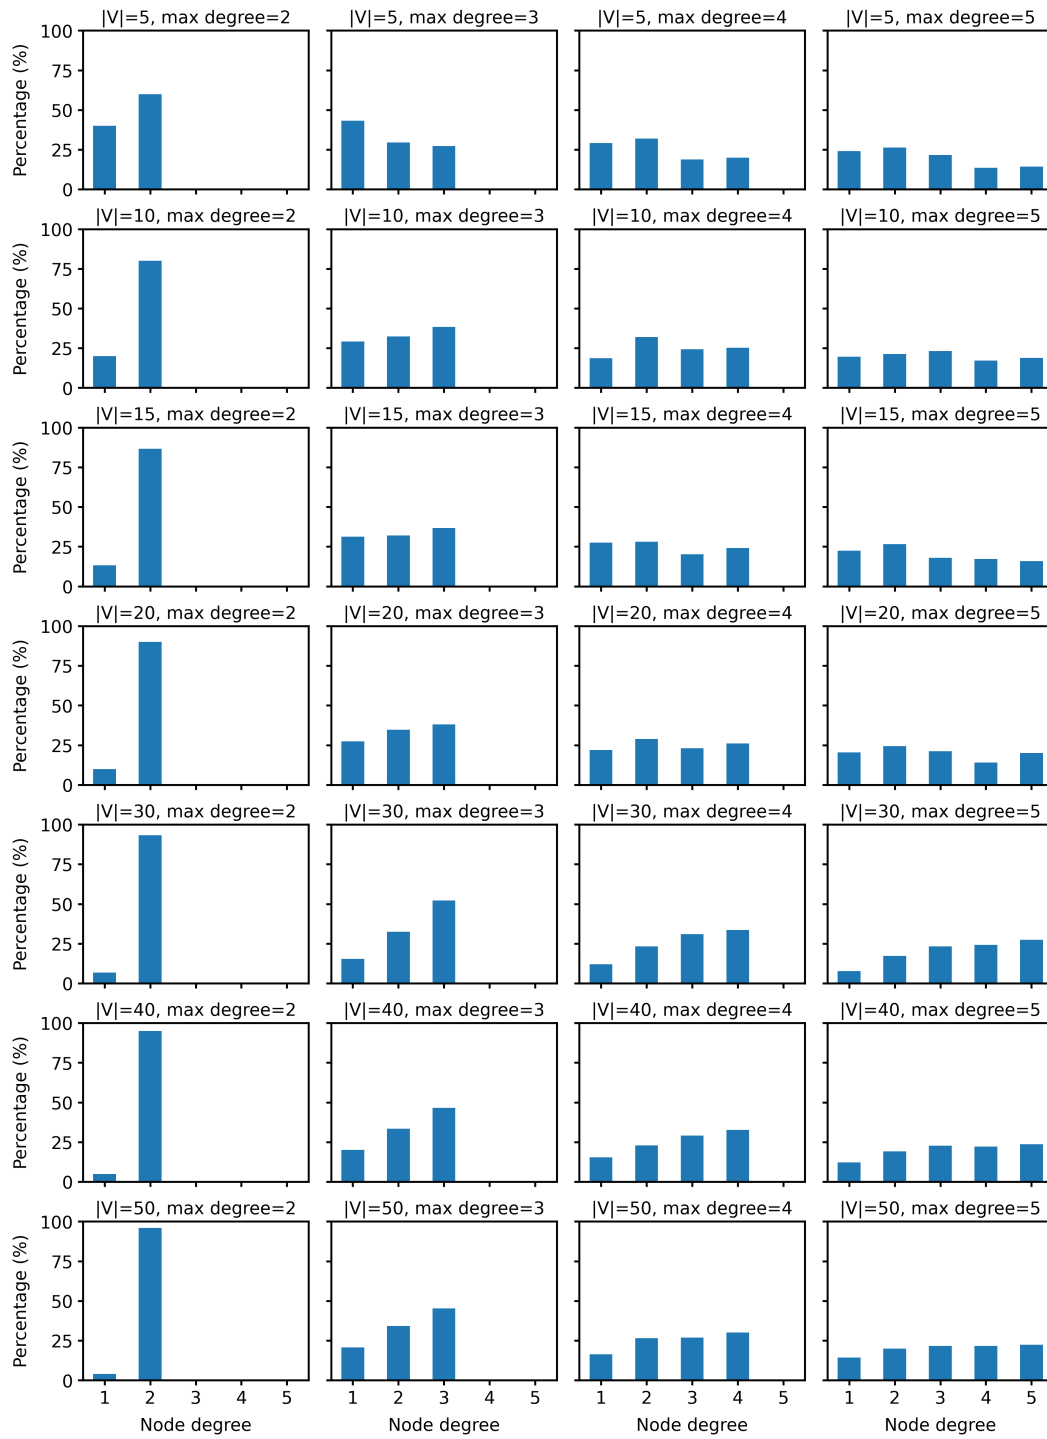 |V|=5, max degree=2 |V|=5, max degree=3 |V|=5, max degree=4 |V|=5, max degree=5
100
75
50
25
0
Percentage (%)
|V|=10, max degree=2 |V|=10, max degree=3 |V|=10, max degree=4 |V|=10, max degree=5
100
75
50
25
0
Percentage (%)
|V|=15, max degree=2 |V|=15, max degree=3 |V|=15, max degree=4 |V|=15, max degree=5
100
75
50
25
0
Percentage (%)
|V|=20, max degree=2 |V|=20, max degree=3 |V|=20, max degree=4 |V|=20, max degree=5
100
75
50
25
0
Percentage (%)
|V|=30, max degree=2 |V|=30, max degree=3 |V|=30, max degree=4 |V|=30, max degree=5
100
75
50
25
0
Percentage (%)
|V|=40, max degree=2 |V|=40, max degree=3 |V|=40, max degree=4 |V|=40, max degree=5
100
75
50
25
0
Percentage (%)
|V|=50, max degree=2 |V|=50, max degree=3 |V|=50, max degree=4 |V|=50, max degree=5
100
75
50
25
0
Percentage (%)
1 2 3 4 5 1 2 3 4 5 1 2 3 4 5 1 2 3 4 5
Node degree Node degree Node degree Node degree